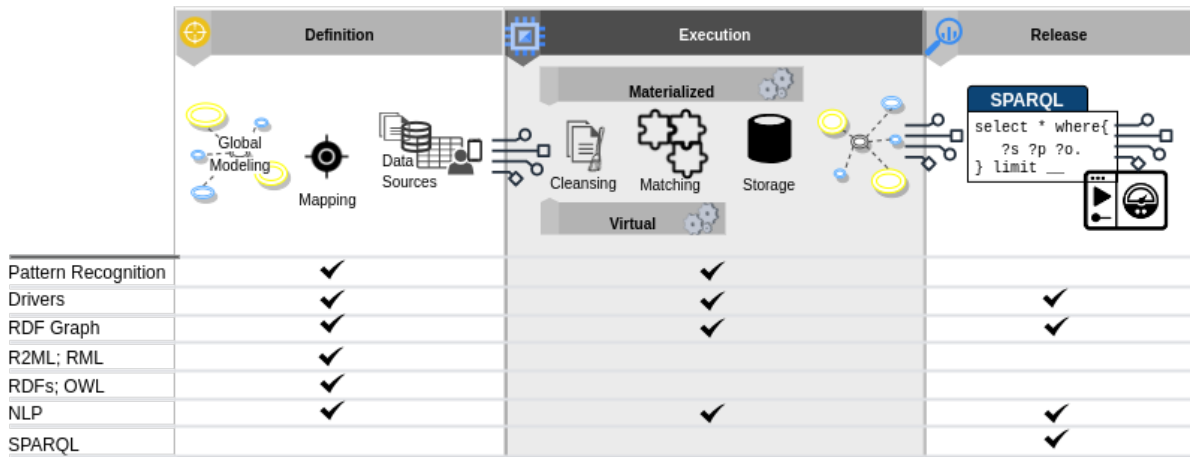 Definition
Execution
Release
Materialized
Global
Modeling
Mapping
Data
Sources
Cleansing
Matching
Storage
Virtual
SPARQL
select * where{
?s ?p ?o.
} limit __
Pattern Recognition
Drivers
RDF Graph
R2ML; RML
RDFs; OWL
NLP
SPARQL